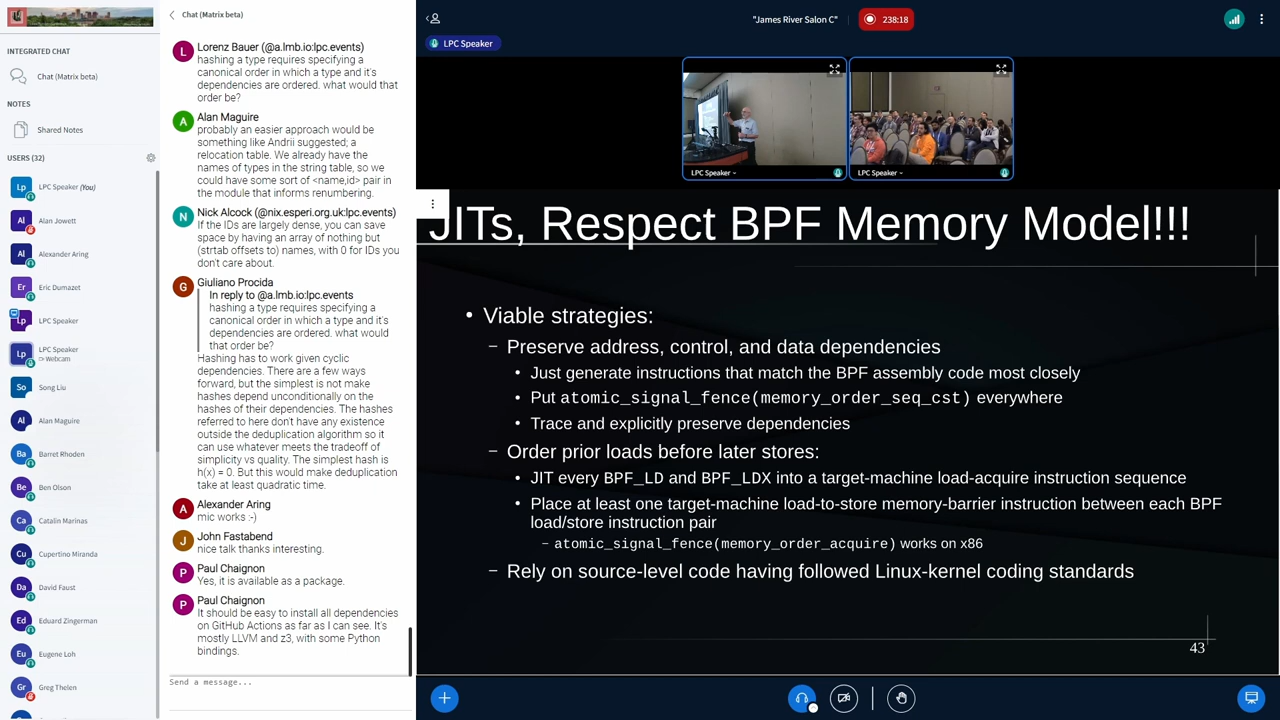 INTEGRATED CHAT
Chat (Matrix beta)
NOTES
Shared Notes
USERS (32)
Lp
LPC Speaker (You)
Al
Alan Jowett
Al
Alexander Aring
Er
Eric Dumazet
Lp
LPC Speaker
Lp
LPC Speaker
Webcam
So
Song Liu
Al
Alan Maguire
Ba
Barret Rhoden
Be
Ben Olson
Ca
Catalin Marinas
Cu
Cupertino Miranda
Da
David Faust
Ed
Eduard Zingerman
Eu
Eugene Loh
Gr
Greg Thelen
Chat (Matrix beta)
L
Lorenz Bauer (@a.lmb.io:lpc.events)
hashing a type requires specifying a
canonical order in which a type and it's
dependencies are ordered. what would that
order be?
A
Alan Maguire
probably an easier approach would be
something like Andrii suggested; a
relocation table. We already have the
names of types in the string table, so we
could have some sort of <name,id> pair in
the module that informs renumbering.
N
Nick Alcock (@nix.esperi.org.uk:lpc.events)
If the IDs are largely dense, you can save
space by having an array of nothing but
(strtab offsets to) names, with 0 for IDs you
don't care about.
G
Giuliano Procida
In reply to @a.lmb.io:lpc.events
hashing a type requires specifying a
canonical order in which a type and it's
dependencies are ordered. what would
that order be?
Hashing has to work given cyclic
dependencies. There are a few ways
forward, but the simplest is not make
hashes depend unconditionally on the
hashes of their dependencies. The hashes
referred to here don't have any existence
outside the deduplication algorithm so it
can use whatever meets the tradeoff of
simplicity vs quality. The simplest hash is
h(x) = 0. But this would make deduplication
take at least quadratic time.
A
Alexander Aring
mic works :-)
J
John Fastabend
nice talk thanks interesting.
P
Paul Chaignon
Yes, it is available as a package.
P
Paul Chaignon
It should be easy to install all dependencies
on GitHub Actions as far as I can see. It's
mostly LLVM and z3, with some Python
bindings.
Send a message...
"James River Salon C"
238:18
LPC Speaker
LPC Speaker
LPC Speaker
JITs, Respect BPF Memory Model!!!
• Viable strategies:
– Preserve address, control, and data dependencies
• Just generate instructions that match the BPF assembly code most closely
• Put atomic_signal_fence(memory_order_seq_cst) everywhere
• Trace and explicitly preserve dependencies
– Order prior loads before later stores:
• JIT every BPF_LD and BPF_LDX into a target-machine load-acquire instruction sequence
• Place at least one target-machine load-to-store memory-barrier instruction between each BPF
load/store instruction pair
– atomic_signal_fence(memory_order_acquire) works on x86
– Rely on source-level code having followed Linux-kernel coding standards
43